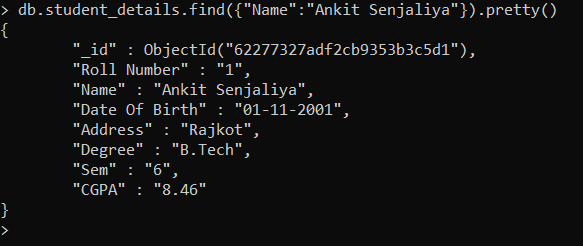 > db.student_details.find({"Name":"Ankit Senjaliya"}).pretty()
{
"_id" : ObjectId("62277327adf2cb9353b3c5d1"),
"Roll Number" : "1",
"Name" : "Ankit Senjaliya",
"Date Of Birth" : "01-11-2001",
"Address" : "Rajkot",
"Degree" : "B.Tech",
"Sem" : "6",
"CGPA" : "8.46"
}
>